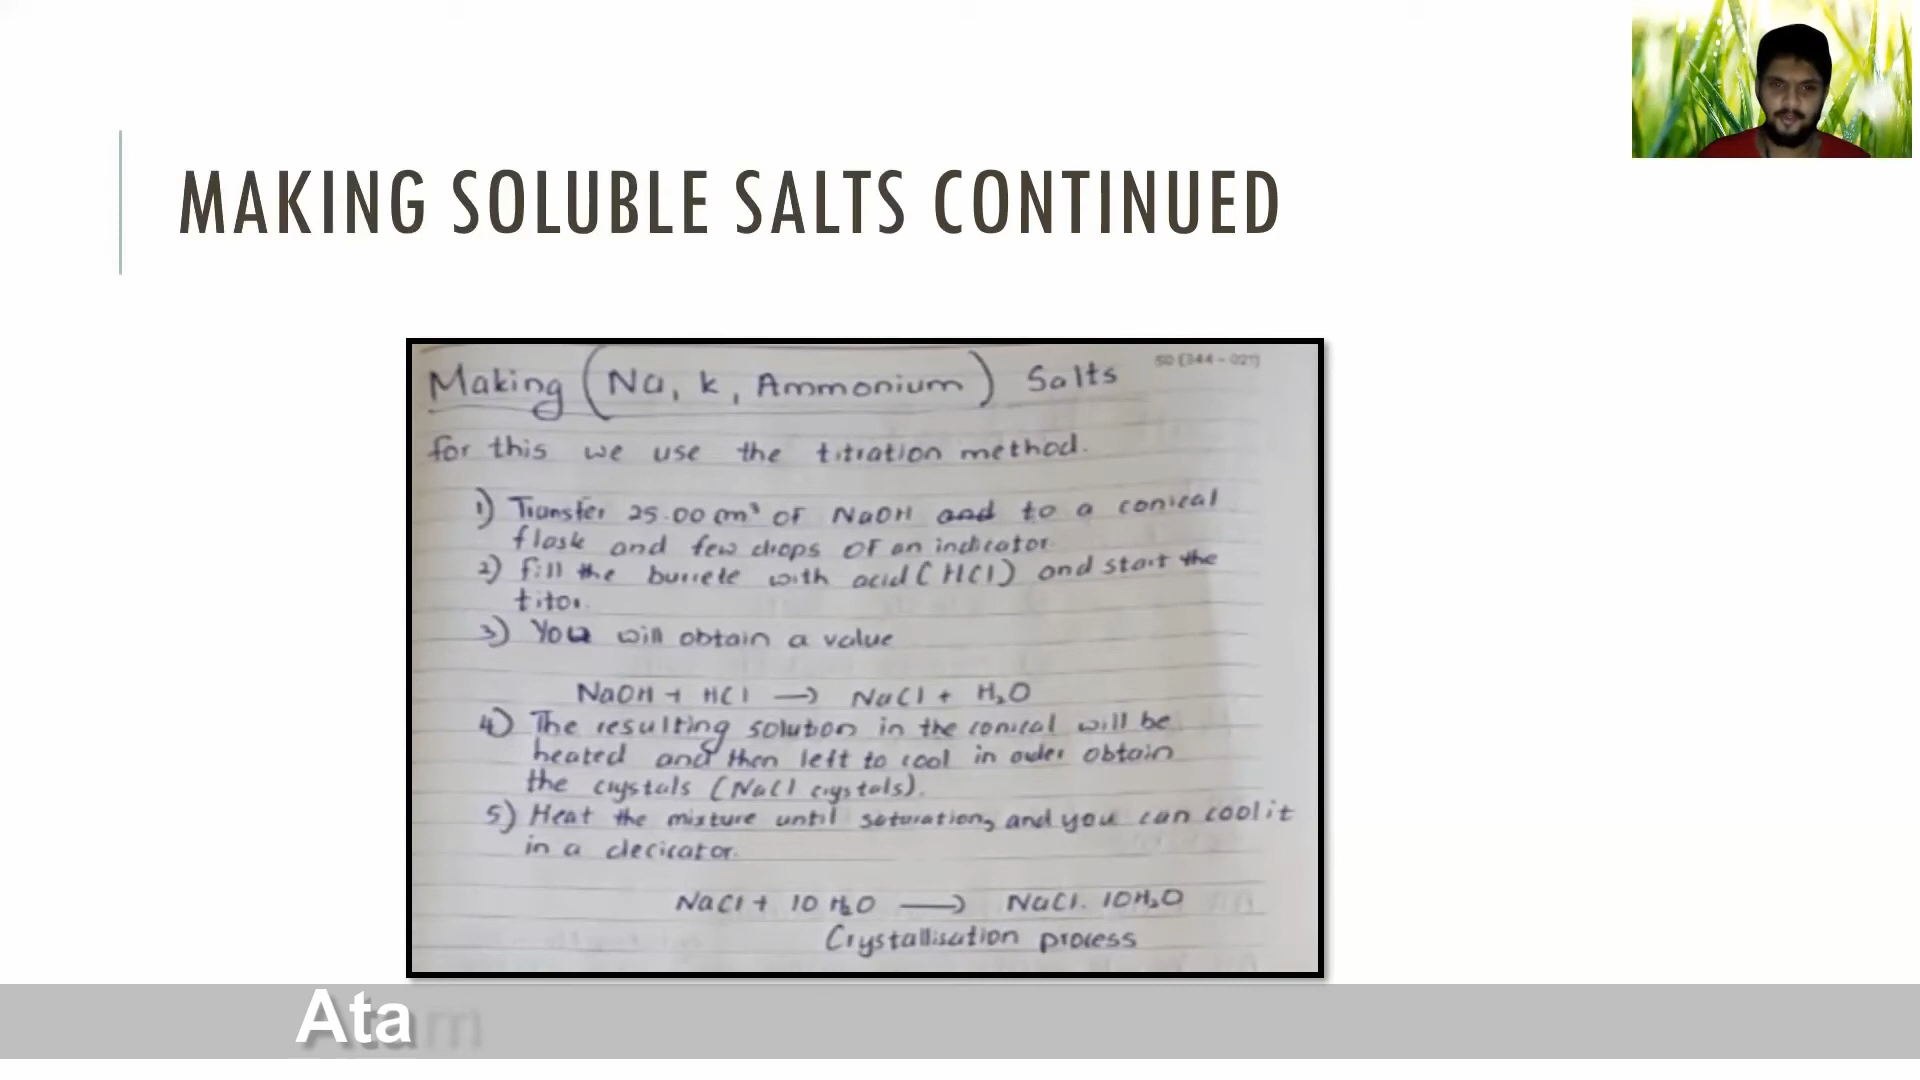 MAKING SOLUBLE SALTS CONTINUED
Making (Na, K, Ammonium) Salts
for this we use the titration method.
1) Transfer 25.00 cm³ of NaOH and to a conical
flask and few drops of an indicator.
2) fill the burrete with acid (HCl) and start the
titor.
3) You will obtain a value
NaOH + HCl → NaCl + H₂O
4) The resulting solution in the conical will be
heated and then left to cool in order obtain
the crystals (NaCl crystals).
5) Heat the mixture until saturation, and you can cool it
in a decicator.
NaCl + 10 H₂O → NaCl. 10H₂O
Crystallisation process
Atam